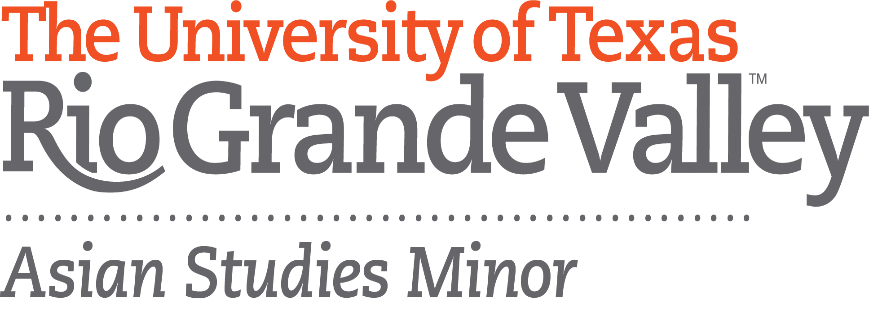 The University of Texas
Rio Grande Valley™
Asian Studies Minor